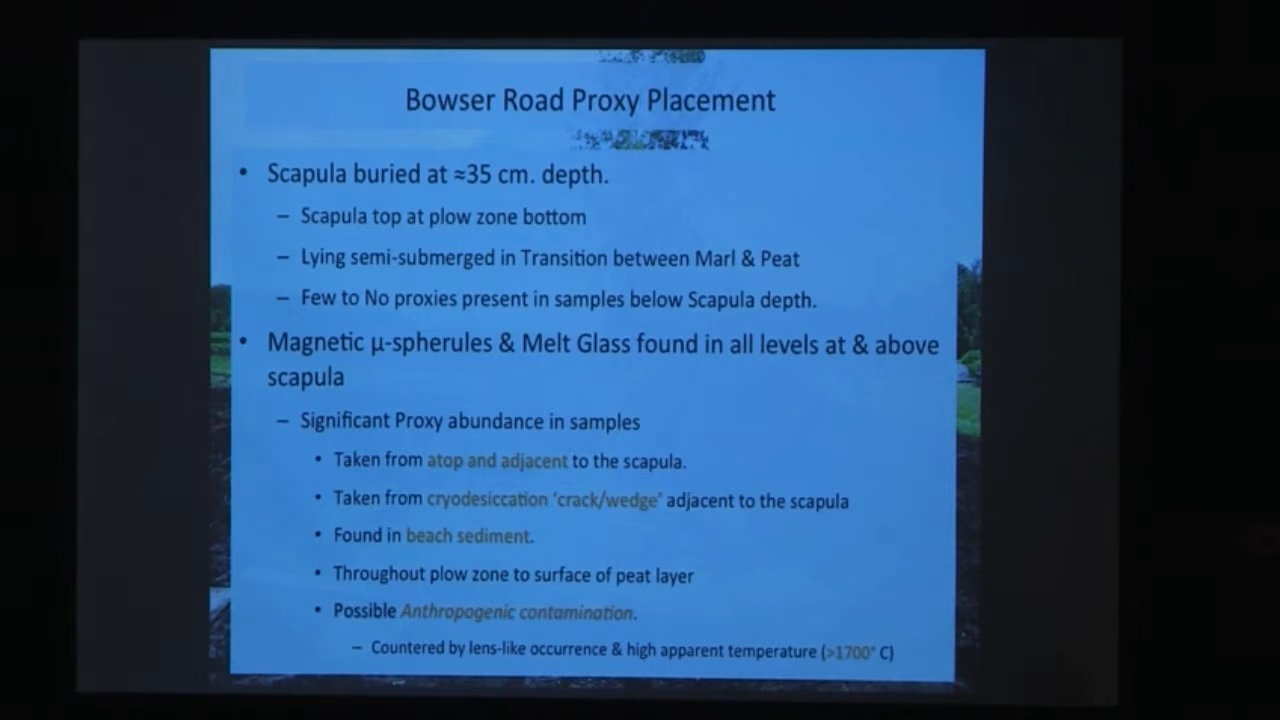 Bowser Road Proxy Placement
• Scapula buried at ≈35 cm. depth.
– Scapula top at plow zone bottom
– Lying semi-submerged in Transition between Marl & Peat
– Few to No proxies present in samples below Scapula depth.
• Magnetic μ-spherules & Melt Glass found in all levels at & above
scapula
– Significant Proxy abundance in samples
• Taken from atop and adjacent to the scapula.
• Taken from cryodesiccation ‘crack/wedge’ adjacent to the scapula
• Found in beach sediment.
• Throughout plow zone to surface of peat layer
• Possible Anthropogenic contamination.
– Countered by lens-like occurrence & high apparent temperature (>1700° C)